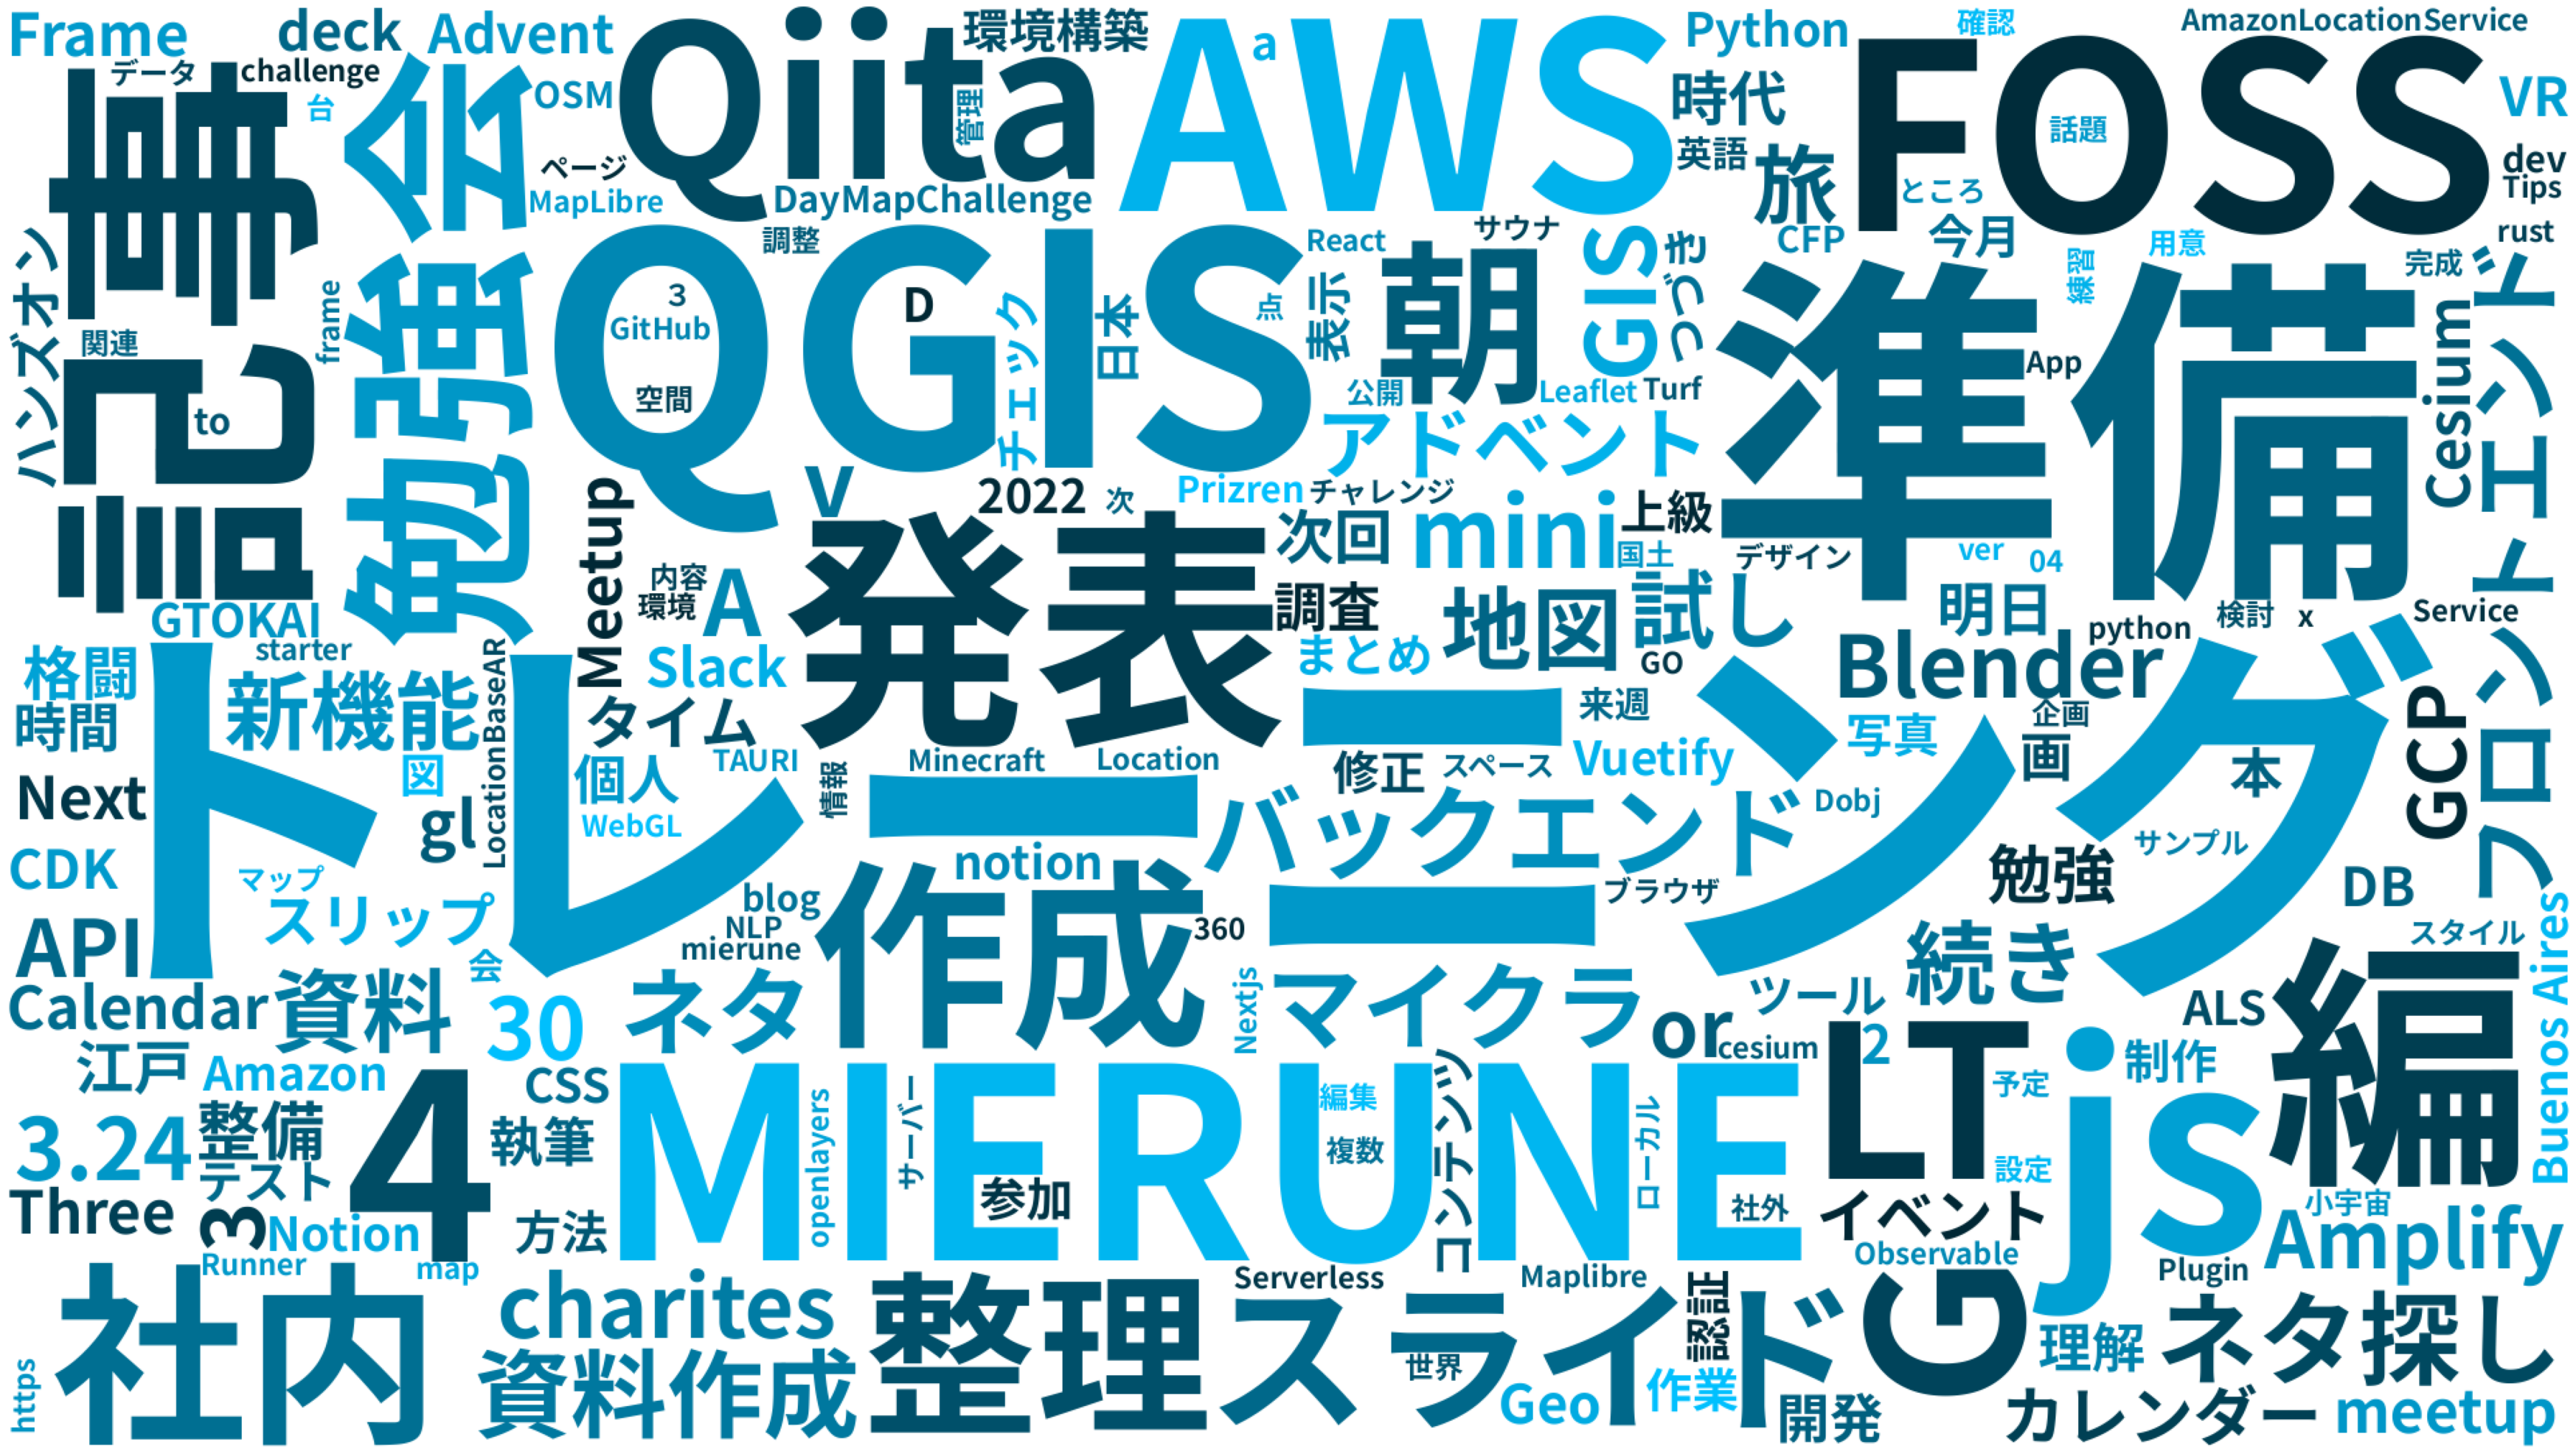 Frame
deck
Advent
Qiita
環境構築
AWS
a
Python
確認
FOSS
AmazonLocationService
データ
challenge
台
OSM
管理
時代
話題
VR
記事
勉強会
ページ
MapLibre
DayMapChallenge
英語
旅
ところ
dev
Tips
調整
サウナ
CFP
今月
用意
rust
ハンズオン
frame
QGIS
3
GitHub
空間
D
チェック
日本
点
React
表示
朝
GIS
つづき
練習
完成
準備
App
Cesium
フロントエンド
関連
to
公開
Leaflet
Turf
アドベント
Meetup
V
2022
次
Prizren
チャレンジ
次回
mini
上級
国土
デザイン
ver
04
内容
環境
A
発表
調査
地図
試し
明日
検討
x
Service
GTOKAI
starter
Slack
まとめ
GO
python
Blender
格闘
時間
新機能
図
LocationBaseAR
タイム
トレーニング
ー
来週
写真
企画
画
本
GCP
個人
TAURI
情報
Minecraft
Location
修正
スペース
Vuetify
Next
gl
WebGL
バックエンド
Dobj
サンプル
CDK
マップ
スリップ
notion
勉強
DB
blog
NLP
mierune
作成
360
ブラウザ
スタイル
Buenos Aires
API
会
続き
編
Calendar
資料
30
ネタ
Nextjs
マイクラ
ツール
ALS
or
cesium
LT
2
js
制作
江戸
Amazon
4
CSS
MIERUNE
openlayers
サーバー
編集
複数
コンテンツ
ローカル
予定
3.24
整備
執筆
テスト
参加
社外
設定
小宇宙
Three
3
Notion
方法
イベント
Amplify
Runner
map
Observable
Plugin
社内
charites
整理
Serverless
スライド
Maplibre
認証
G
理解
ネタ探し
https
資料作成
世界
Geo
作業
開発
カレンダー
meetup